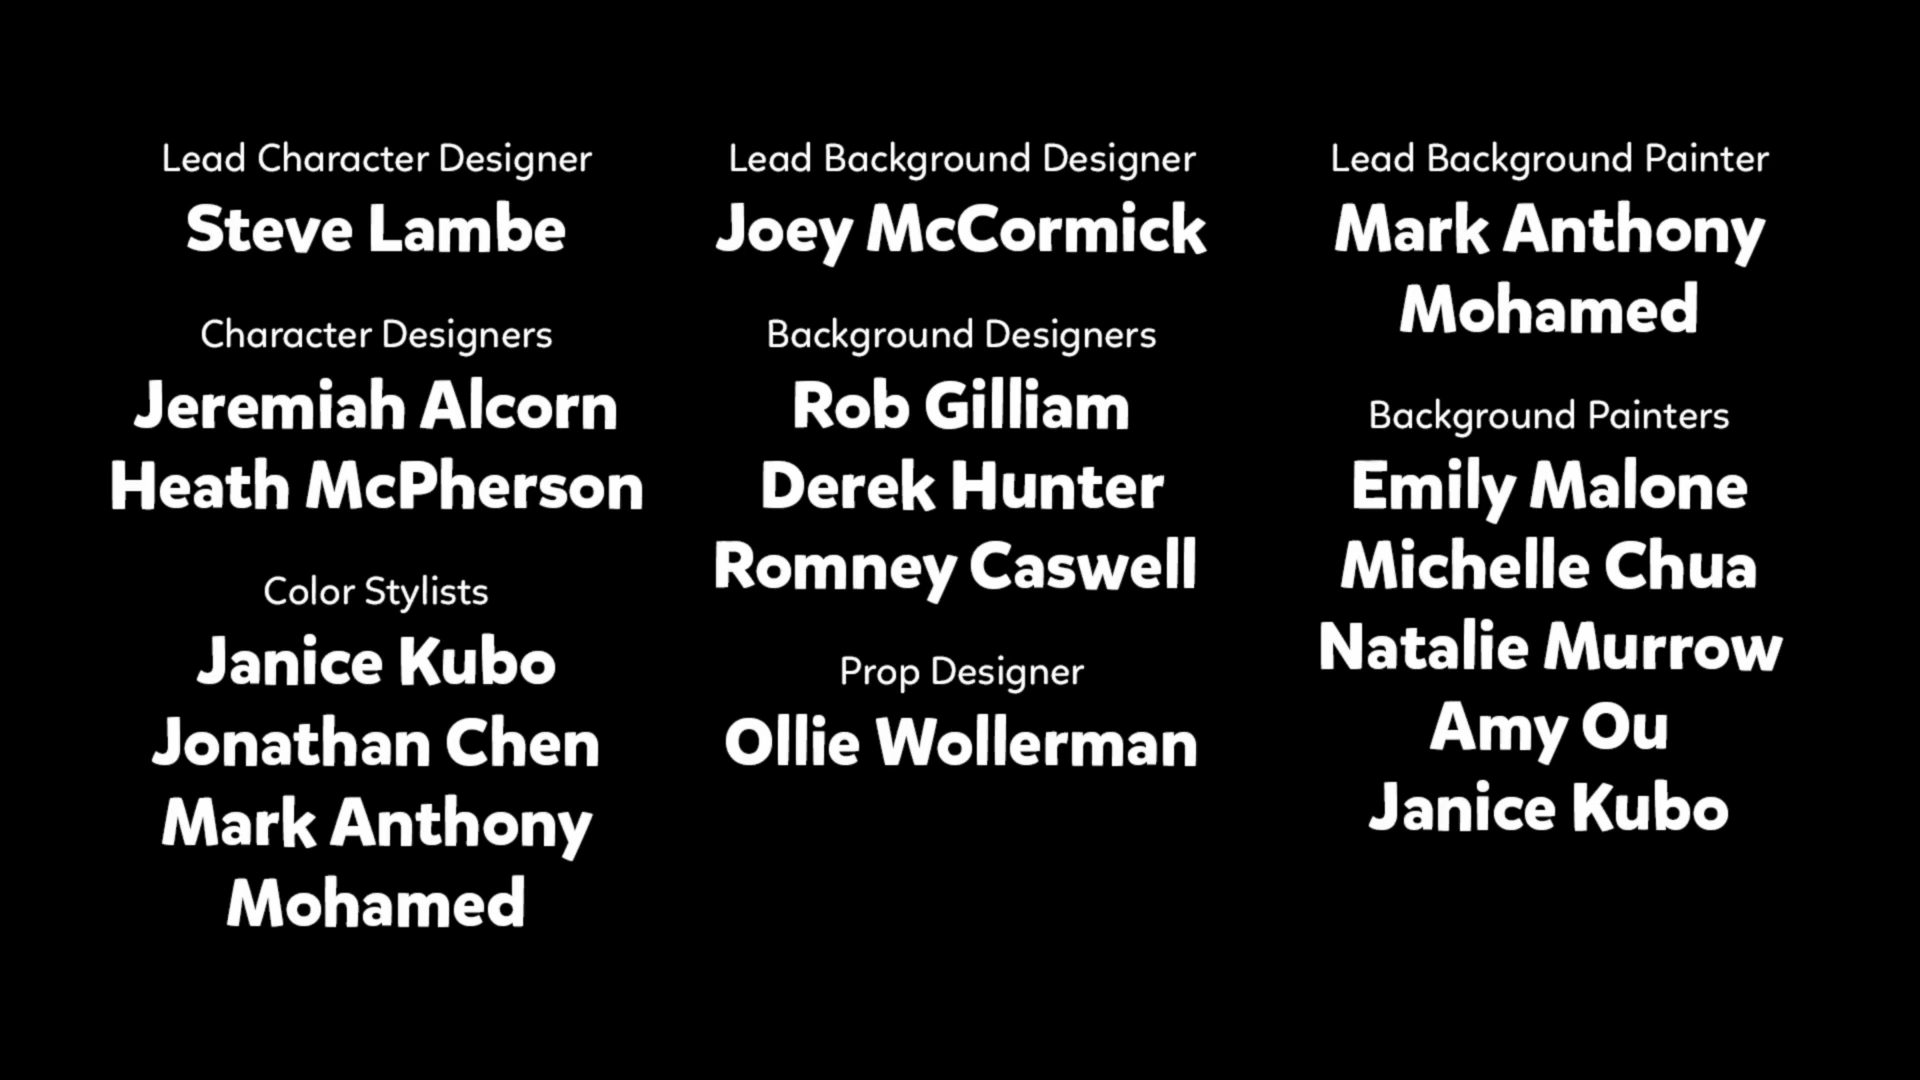 Lead Character Designer
Steve Lambe
Character Designers
Jeremiah Alcorn
Heath McPherson
Color Stylists
Janice Kubo
Jonathan Chen
Mark Anthony
Mohamed
Lead Background Designer
Joey McCormick
Background Designers
Rob Gilliam
Derek Hunter
Romney Caswell
Prop Designer
Ollie Wollerman
Lead Background Painter
Mark Anthony
Mohamed
Background Painters
Emily Malone
Michelle Chua
Natalie Murrow
Amy Ou
Janice Kubo